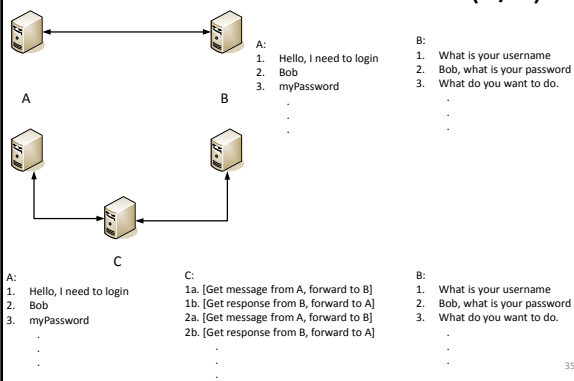 A:
1. Hello, I need to login
2. Bob
3. myPassword
.
.
.
B:
1. What is your username
2. Bob, what is your password
3. What do you want to do.
.
.
.
A
B
C
A:
1. Hello, I need to login
2. Bob
3. myPassword
.
.
.
C:
1a. [Get message from A, forward to B]
1b. [Get response from B, forward to A]
2a. [Get message from A, forward to B]
2b. [Get response from B, forward to A]
.
.
.
B:
1. What is your username
2. Bob, what is your password
3. What do you want to do.
.
.
.
35